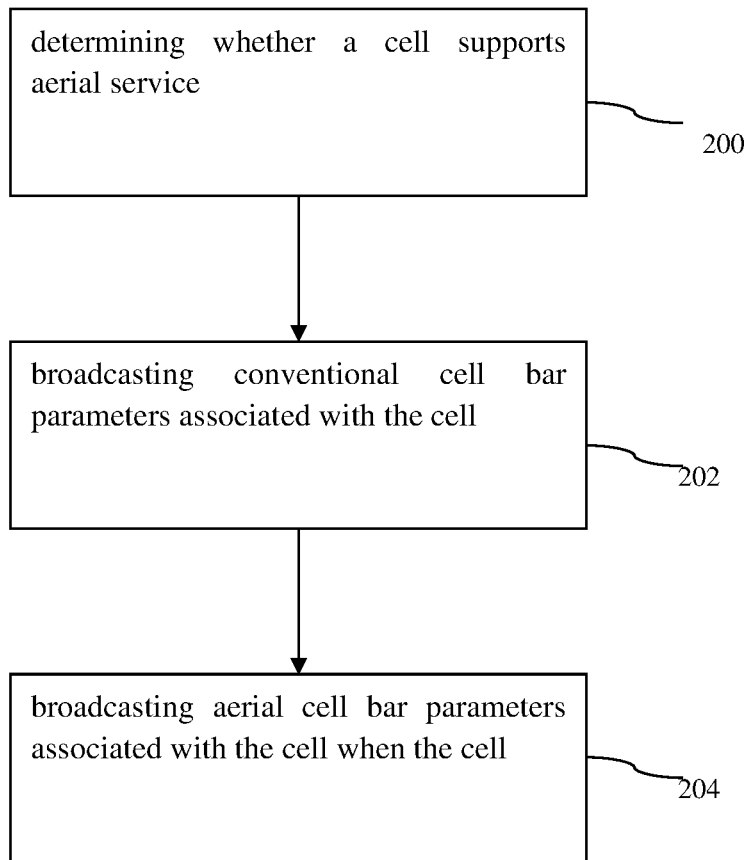 determining whether a cell supports
aerial service
200
broadcasting conventional cell bar
parameters associated with the cell
202
broadcasting aerial cell bar parameters
associated with the cell when the cell
204